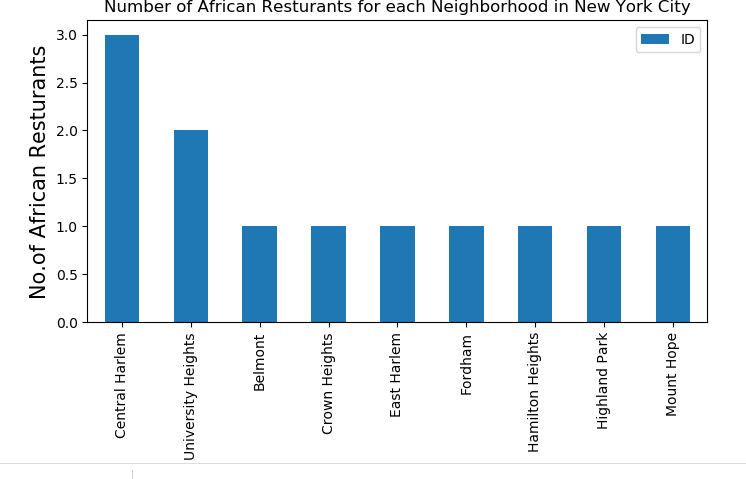 Number of African Resturants for each Neighborhood in New York City
ID
No.of African Resturants
3.0
2.5
2.0
1.5
1.0
0.5
0.0
Central Harlem
University Heights
Belmont
Crown Heights
East Harlem
Fordham
Hamilton Heights
Highland Park
Mount Hope